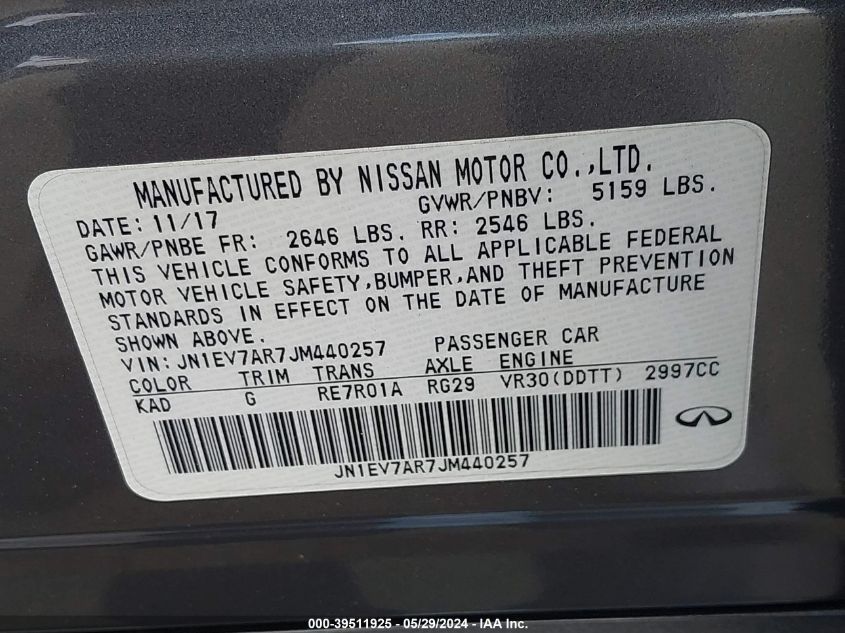 MANUFACTURED BY NISSAN MOTOR CO.,LTD.
DATE: 11/17 GVWR/PNBV: 5159 LBS.
GAWR/PNBE FR: 2646 LBS. RR: 2546 LBS.
THIS VEHICLE CONFORMS TO ALL APPLICABLE FEDERAL
MOTOR VEHICLE SAFETY,BUMPER,AND THEFT PREVENTION
STANDARDS IN EFFECT ON THE DATE OF MANUFACTURE
SHOWN ABOVE.
VIN: JN1EV7AR7JM440257 PASSENGER CAR
COLOR TRIM TRANS AXLE ENGINE
KAD G RE7R01A RG29 VR30(DDTT) 2997CC
JN1EV7AR7JM440257
000-39511925 - 05/29/2024 - IAA Inc.